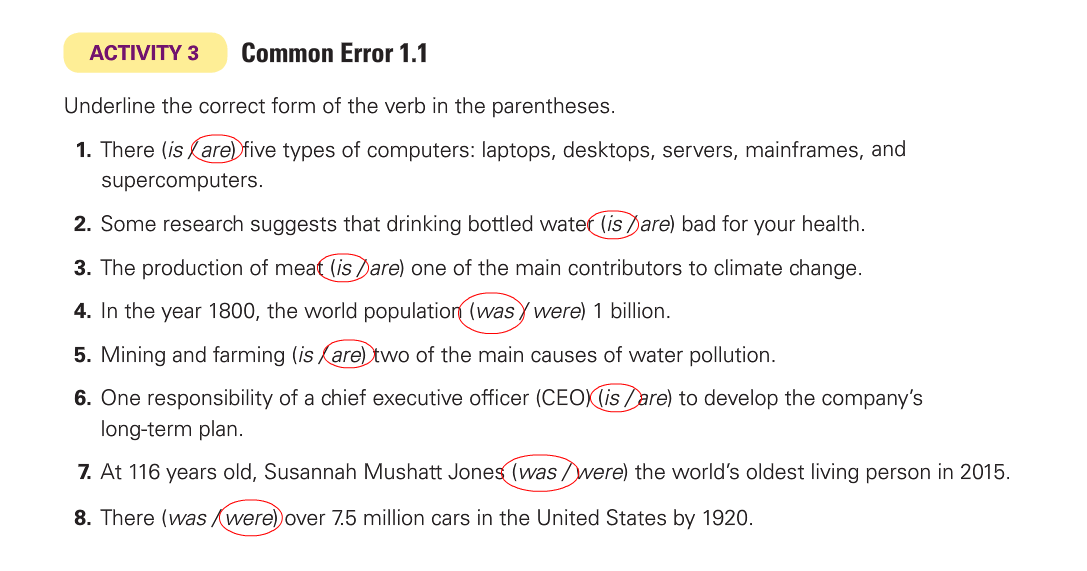 ACTIVITY 3 Common Error 1.1
Underline the correct form of the verb in the parentheses.
1. There (is / are) five types of computers: laptops, desktops, servers, mainframes, and
supercomputers.
2. Some research suggests that drinking bottled water (is / are) bad for your health.
3. The production of meat (is / are) one of the main contributors to climate change.
4. In the year 1800, the world population (was / were) 1 billion.
5. Mining and farming (is / are) two of the main causes of water pollution.
6. One responsibility of a chief executive officer (CEO) (is / are) to develop the company's
long-term plan.
7. At 116 years old, Susannah Mushatt Jones (was / were) the world's oldest living person in 2015.
8. There (was / were) over 7.5 million cars in the United States by 1920.